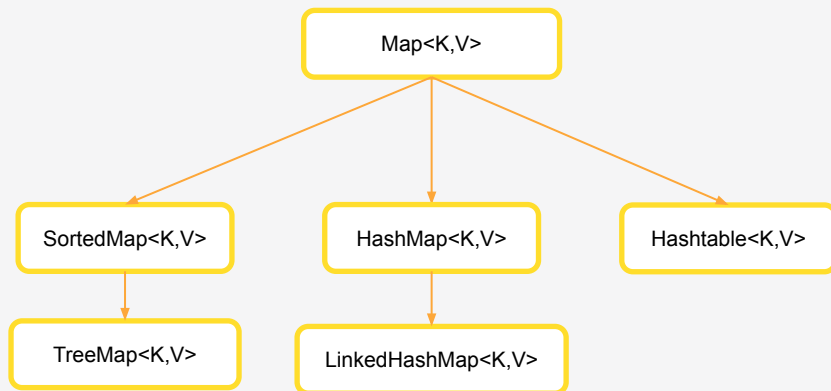 Map<K,V>
SortedMap<K,V>
HashMap<K,V>
Hashtable<K,V>
TreeMap<K,V>
LinkedHashMap<K,V>